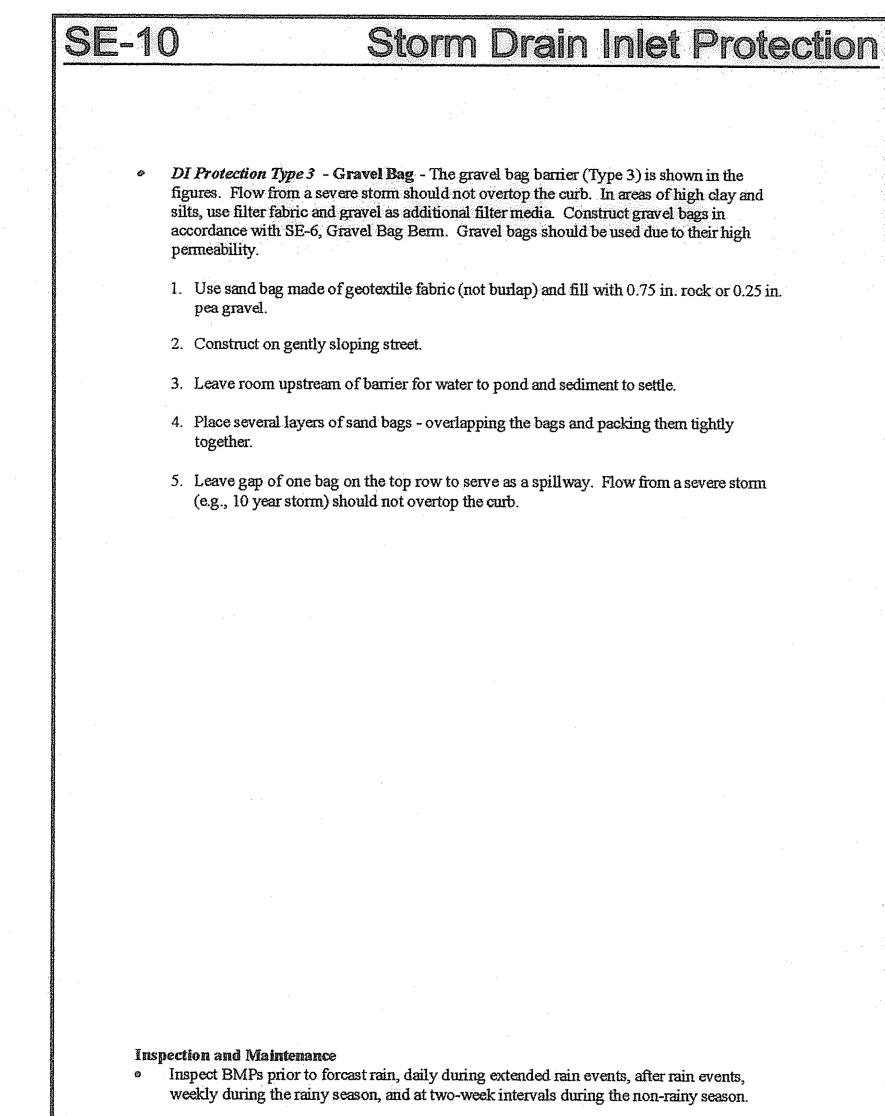 SE-10 Storm Drain Inlet Protection
DI Protection Type 3 - Gravel Bag - The gravel bag barrier (Type 3) is shown in the
figures. Flow from a severe storm should not overtop the curb. In areas of high clay and
silts, use filter fabric and gravel as additional filter media. Construct gravel bags in
accordance with SE-6, Gravel Bag Berm. Gravel bags should be used due to their high
permeability.
1. Use sand bag made of geotextile fabric (not burlap) and fill with 0.75 in. rock or 0.25 in.
pea gravel.
2. Construct on gently sloping street.
3. Leave room upstream of barrier for water to pond and sediment to settle.
4. Place several layers of sand bags - overlapping the bags and packing them tightly
together.
5. Leave gap of one bag on the top row to serve as a spillway. Flow from a severe storm
(e.g., 10 year storm) should not overtop the curb.
Inspection and Maintenance
Inspect BMPs prior to forcast rain, daily during extended rain events, after rain events,
weekly during the rainy season, and at two-week intervals during the non-rainy season.